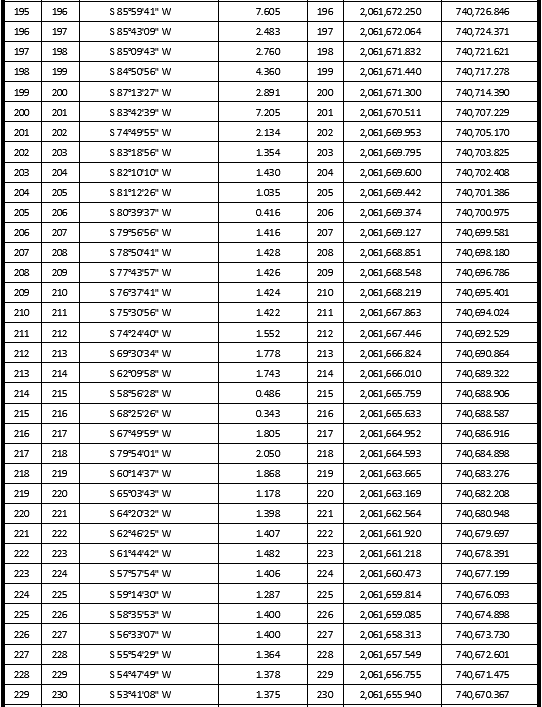 195 196 S 85°59'41" W 7.605 196 2,061,672.250 740,726.846
196 197 S 85°43'09" W 2.483 197 2,061,672.064 740,724.371
197 198 S 85°09'43" W 2.760 198 2,061,671.832 740,721.621
198 199 S 84°50'56" W 4.360 199 2,061,671.440 740,717.278
199 200 S 87°13'27" W 2.891 200 2,061,671.300 740,714.390
200 201 S 83°42'39" W 7.205 201 2,061,670.511 740,707.229
201 202 S 74°49'55" W 2.134 202 2,061,669.953 740,705.170
202 203 S 83°18'56" W 1.354 203 2,061,669.795 740,703.825
203 204 S 82°10'10" W 1.430 204 2,061,669.600 740,702.408
204 205 S 81°12'26" W 1.035 205 2,061,669.442 740,701.386
205 206 S 80°39'37" W 0.416 206 2,061,669.374 740,700.975
206 207 S 79°56'56" W 1.416 207 2,061,669.127 740,699.581
207 208 S 78°50'41" W 1.428 208 2,061,668.851 740,698.180
208 209 S 77°43'57" W 1.426 209 2,061,668.548 740,696.786
209 210 S 76°37'41" W 1.424 210 2,061,668.219 740,695.401
210 211 S 75°30'56" W 1.422 211 2,061,667.863 740,694.024
211 212 S 74°24'40" W 1.552 212 2,061,667.446 740,692.529
212 213 S 69°30'34" W 1.778 213 2,061,666.824 740,690.864
213 214 S 62°09'58" W 1.743 214 2,061,666.010 740,689.322
214 215 S 58°56'28" W 0.486 215 2,061,665.759 740,688.906
215 216 S 68°25'26" W 0.343 216 2,061,665.633 740,688.587
216 217 S 67°49'59" W 1.805 217 2,061,664.952 740,686.916
217 218 S 79°54'01" W 2.050 218 2,061,664.593 740,684.898
218 219 S 60°14'37" W 1.868 219 2,061,663.665 740,683.276
219 220 S 65°03'43" W 1.178 220 2,061,663.169 740,682.208
220 221 S 64°20'32" W 1.398 221 2,061,662.564 740,680.948
221 222 S 62°46'25" W 1.407 222 2,061,661.920 740,679.697
222 223 S 61°44'42" W 1.482 223 2,061,661.218 740,678.391
223 224 S 57°57'54" W 1.406 224 2,061,660.473 740,677.199
224 225 S 59°14'30" W 1.287 225 2,061,659.814 740,676.093
225 226 S 58°35'53" W 1.400 226 2,061,659.085 740,674.898
226 227 S 56°33'07" W 1.400 227 2,061,658.313 740,673.730
227 228 S 55°54'29" W 1.364 228 2,061,657.549 740,672.601
228 229 S 54°47'49" W 1.378 229 2,061,656.755 740,671.475
229 230 S 53°41'08" W 1.375 230 2,061,655.940 740,670.367